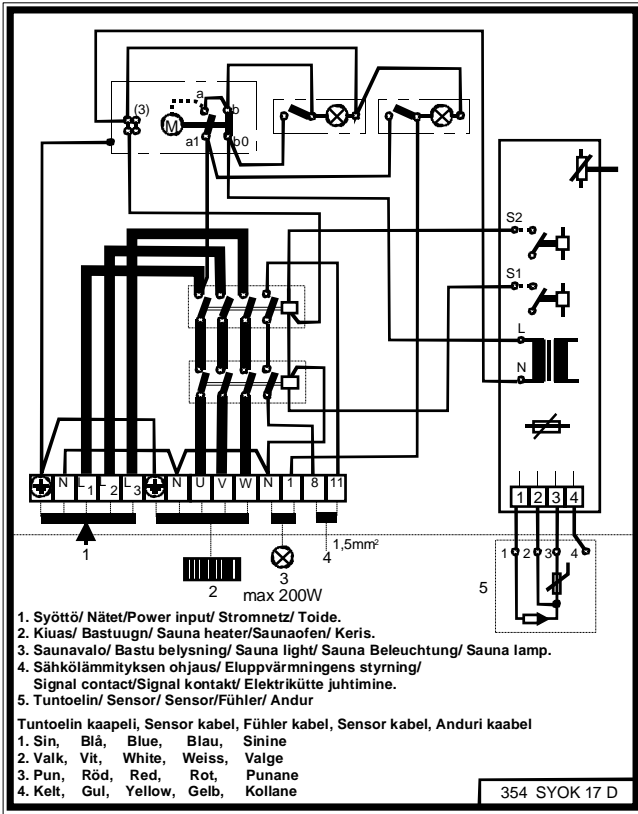 (3)
a
b
M
a1
b0
S2
S1
L
N
N L1 L2 L3 N U V W N 1 8 11
1 2 3 4
1 2 3 4
5
1
2
3
4
1,5mm²
max 200W
1. Syöttö/ Nätet/Power input/ Stromnetz/ Toide.
2. Kiuas/ Bastuugn/ Sauna heater/Saunaofen/ Keris.
3. Saunavalo/ Bastu belysning/ Sauna light/ Sauna Beleuchtung/ Sauna lamp.
4. Sähkölämmityksen ohjaus/ Eluppvärmningens styrning/
Signal contact/Signal kontakt/ Elektrikütte juhtimine.
5. Tuntoelin/ Sensor/ Sensor/Fühler/ Andur
Tuntoelin kaapeli, Sensor kabel, Fühler kabel, Sensor kabel, Anduri kaabel
1. Sin, Blå, Blue, Blau, Sinine
2. Valk, Vit, White, Weiss, Valge
3. Pun, Röd, Red, Rot, Punane
4. Kelt, Gul, Yellow, Gelb, Kollane
354 SYOK 17 D